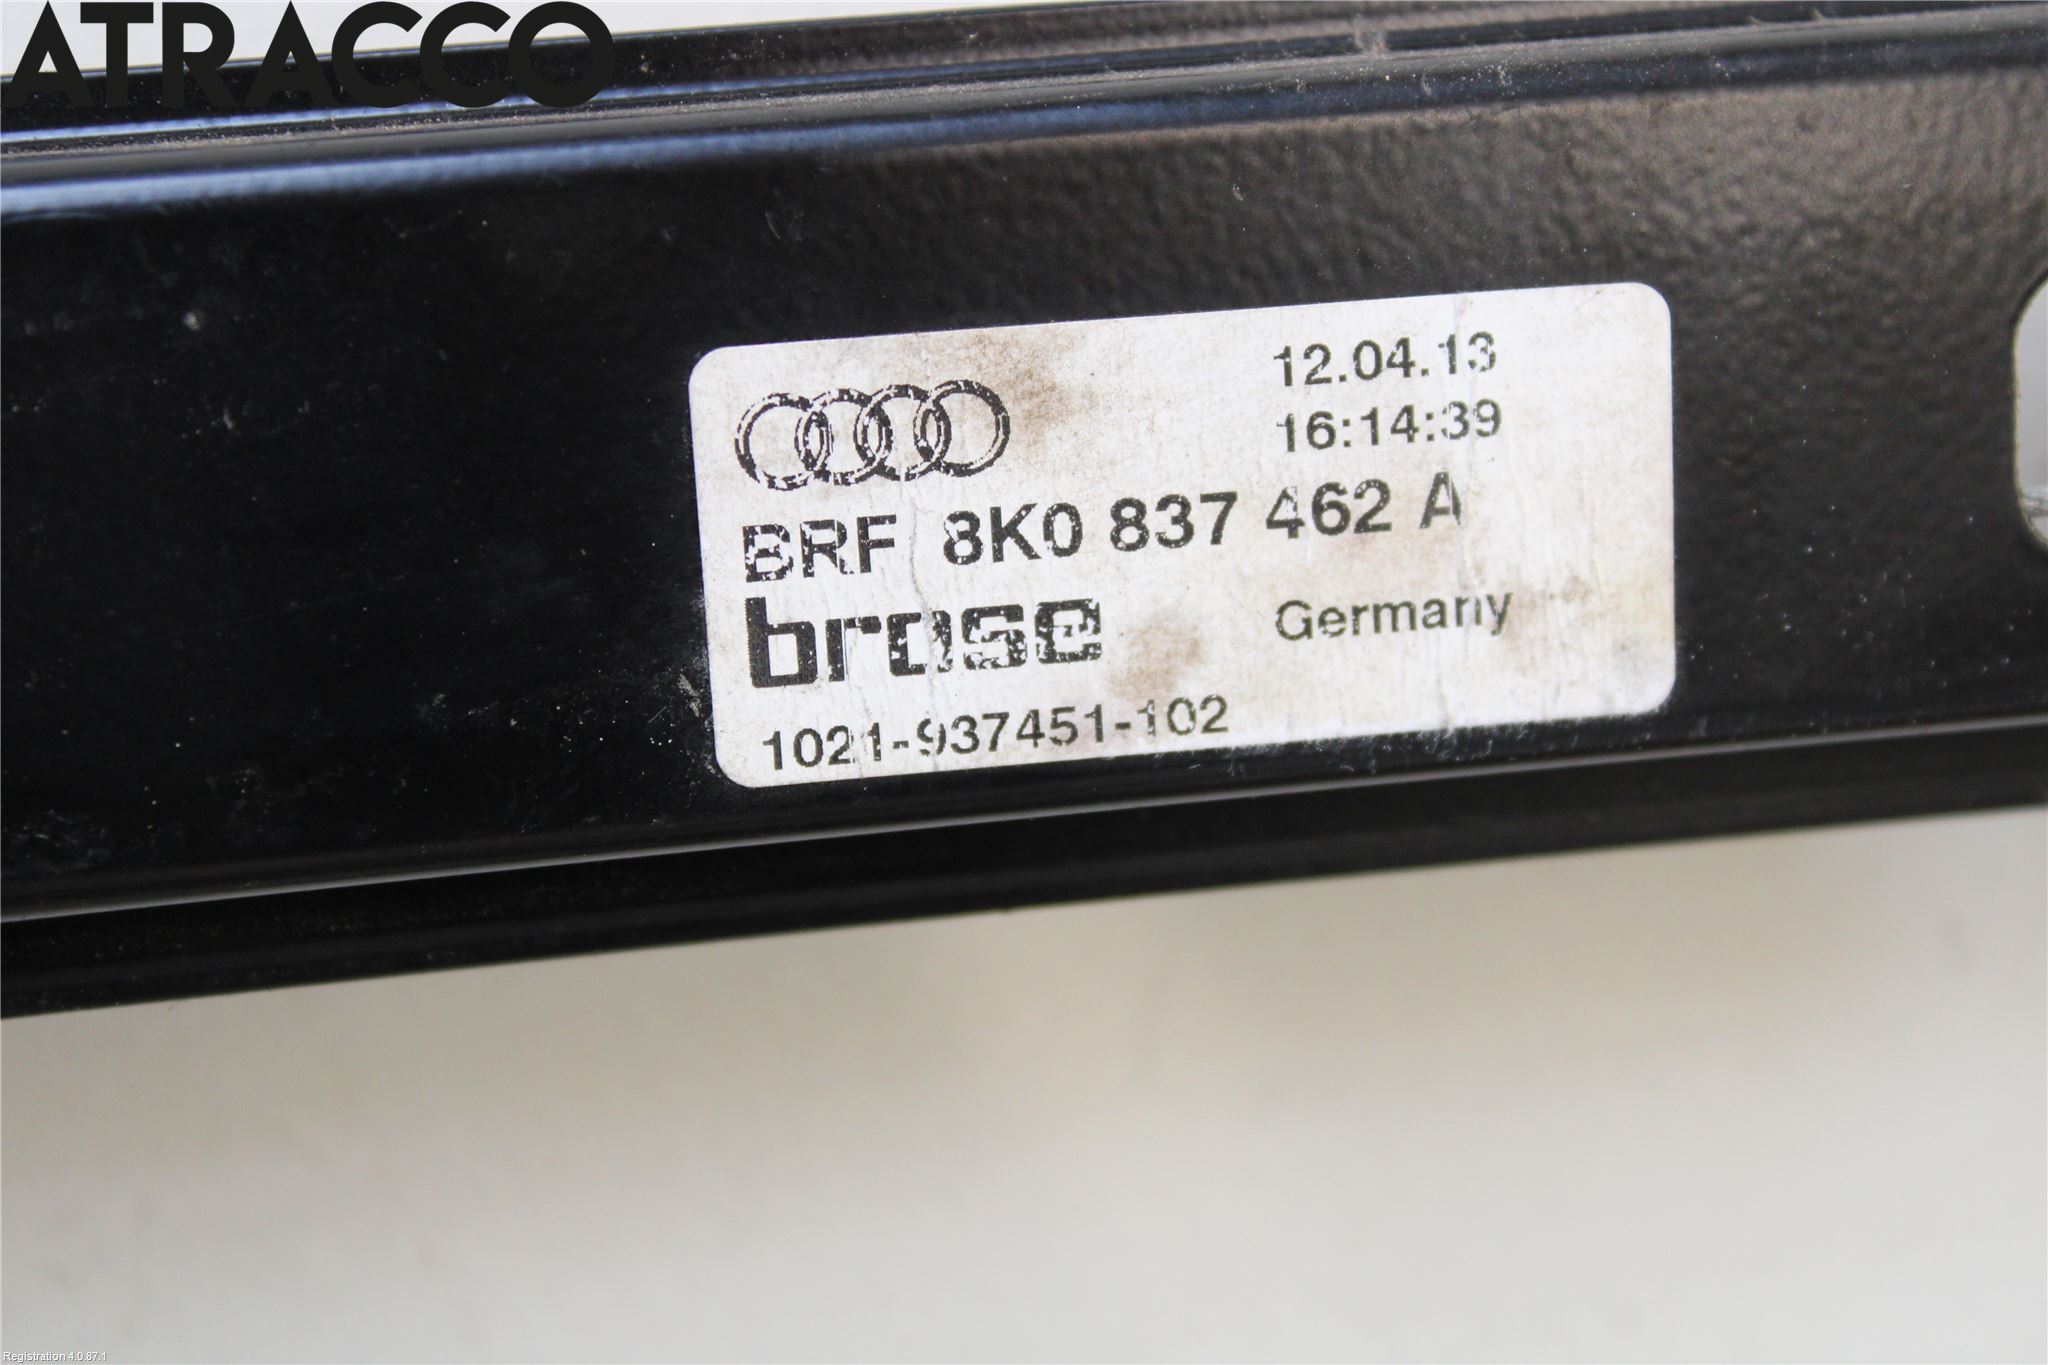 ATRACCO
12.04.13
16:14:39
BRF 8K0 837 462 A
brose Germany
1021-937451-102
Registration 4.0.87.1